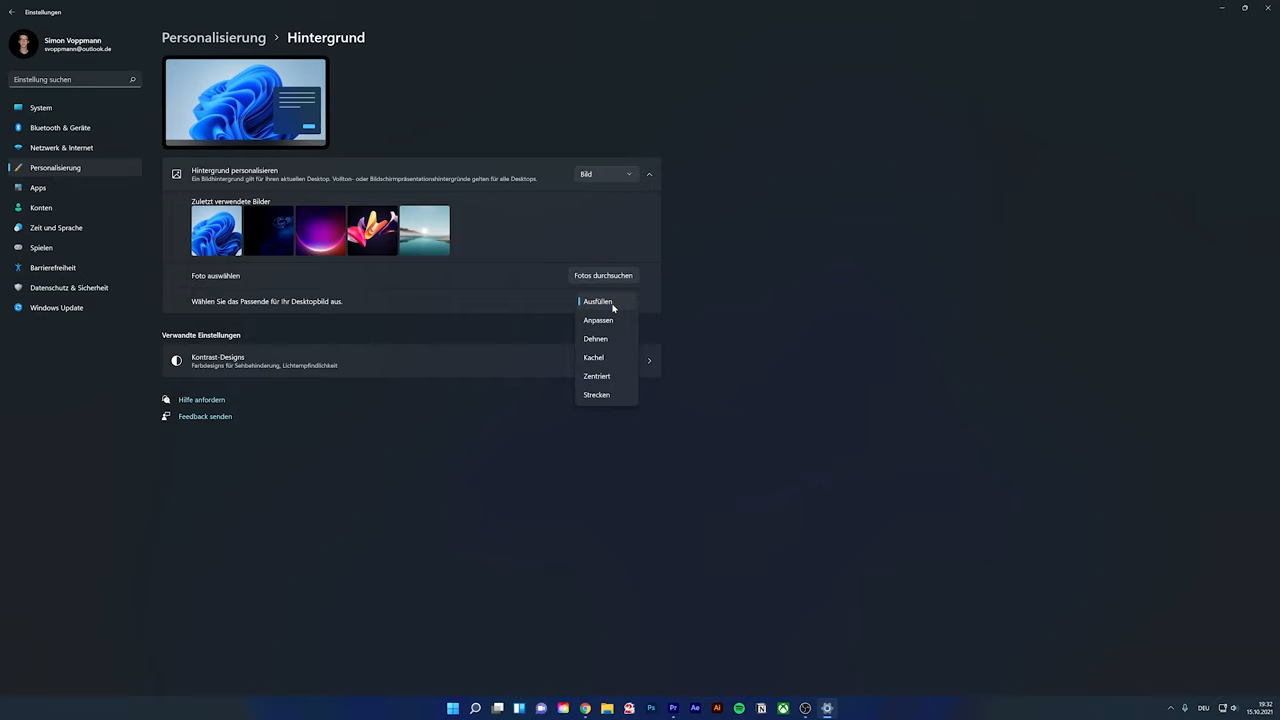 Einstellungen
Simon Voppmann
svoppmann@outlook.de
Einstellung suchen
System
Bluetooth & Geräte
Netzwerk & Internet
Personalisierung
Apps
Konten
Zeit und Sprache
Spielen
Barrierefreiheit
Datenschutz & Sicherheit
Windows Update
Personalisierung > Hintergrund
Hintergrund personalisieren
Ein Bildhintergrund gilt für Ihren aktuellen Desktop. Vollton- oder Bildschirmpräsentationshintergründe gelten für alle Desktops.
Bild
Zuletzt verwendete Bilder
Foto auswählen
Fotos durchsuchen
Wählen Sie das Passende für Ihr Desktopbild aus.
Ausfüllen
Anpassen
Dehnen
Kachel
Zentriert
Strecken
Verwandte Einstellungen
Kontrast-Designs
Farbdesigns für Sehbehinderung, Lichtempfindlichkeit
Hilfe anfordern
Feedback senden
Ps
Pr
Ae
Ai
DEU
19:32
15.10.2021